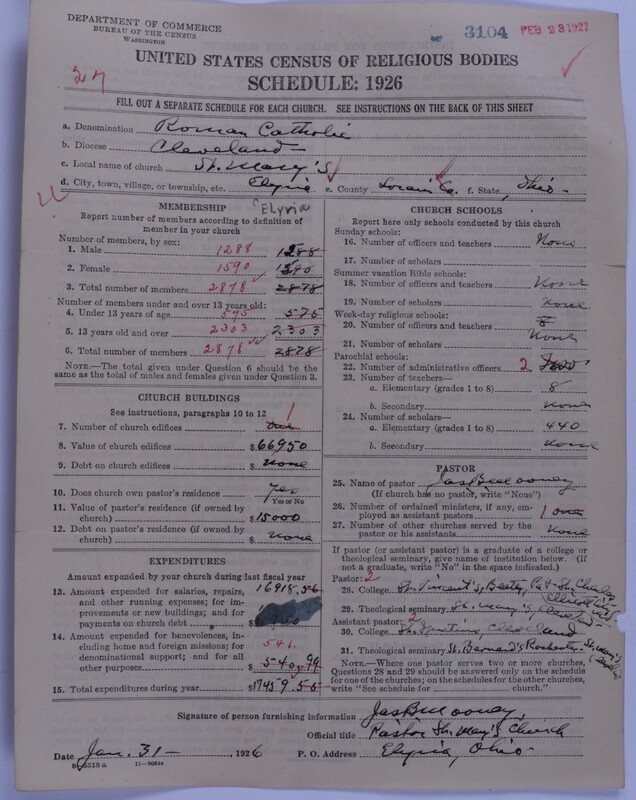 DEPARTMENT OF COMMERCE
BUREAU OF THE CENSUS
WASHINGTON
3104 FEB 23 1927
UNITED STATES CENSUS OF RELIGIOUS BODIES
SCHEDULE: 1926
FILL OUT A SEPARATE SCHEDULE FOR EACH CHURCH. SEE INSTRUCTIONS ON THE BACK OF THIS SHEET
a. Denomination Roman Catholic
b. Diocese Cleveland
c. Local name of church St. Mary's
d. City, town, village, or township, etc. Elyria e. County Lorain Co. f. State, Ohio
Elyria
MEMBERSHIP
Report number of members according to definition of member in your church
Number of members, by sex:
1. Male 1288 1288
2. Female 1590 1590
3. Total number of members 2878 2878
Number of members under and over 13 years old:
4. Under 13 years of age 575 575
5. 13 years old and over 2303 2303
6. Total number of members 2878 2878
NOTE.—The total given under Question 6 should be the same as the total of males and females given under Question 3.
CHURCH BUILDINGS
See instructions, paragraphs 10 to 12
7. Number of church edifices 1 one
8. Value of church edifices $66950
9. Debt on church edifices $ none
10. Does church own pastor's residence Yes
Yes or No
11. Value of pastor's residence (if owned by church) $15000
12. Debt on pastor's residence (if owned by church) $ none
EXPENDITURES
Amount expended by your church during last fiscal year
13. Amount expended for salaries, repairs, and other running expenses; for improvements or new buildings; and for payments on church debt $ 16918.56
14. Amount expended for benevolences, including home and foreign missions; for denominational support; and for all other purposes 541. $ 540.99
15. Total expenditures during year $17459.56
CHURCH SCHOOLS
Report here only schools conducted by this church
Sunday schools:
16. Number of officers and teachers None
17. Number of scholars
Summer vacation Bible schools:
18. Number of officers and teachers None
19. Number of scholars None
Week-day religious schools:
20. Number of officers and teachers 8
None
21. Number of scholars
Parochial schools:
22. Number of administrative officers 2
23. Number of teachers—
a. Elementary (grades 1 to 8) 8
b. Secondary None
24. Number of scholars—
a. Elementary (grades 1 to 8) 440
b. Secondary None
PASTOR
25. Name of pastor Jas B Mooney
(If church has no pastor, write "None")
26. Number of ordained ministers, if any, employed as assistant pastors 1 one
27. Number of other churches served by the pastor or his assistants None
If pastor (or assistant pastor) is a graduate of a college or theological seminary, give name of institution below. (If not a graduate, write "No" in the space indicated.)
Pastor: 2
28. College St. Vincent's, Beatty, Pa + St. Charles
29. Theological seminary St. Mary's, Cleveland
Assistant pastor: 2
30. College St. Ignatius, Cleveland
31. Theological seminary St. Bernard's Rochester - St. Mary's
NOTE.—Where one pastor serves two or more churches, Questions 28 and 29 should be answered only on the schedule for one of the churches; on the schedules for the other churches, write "See schedule for church."
Signature of person furnishing information Jas B Mooney
Official title Pastor St. Mary's Church
Date Jan. 31 1926 P. O. Address Elyria, Ohio